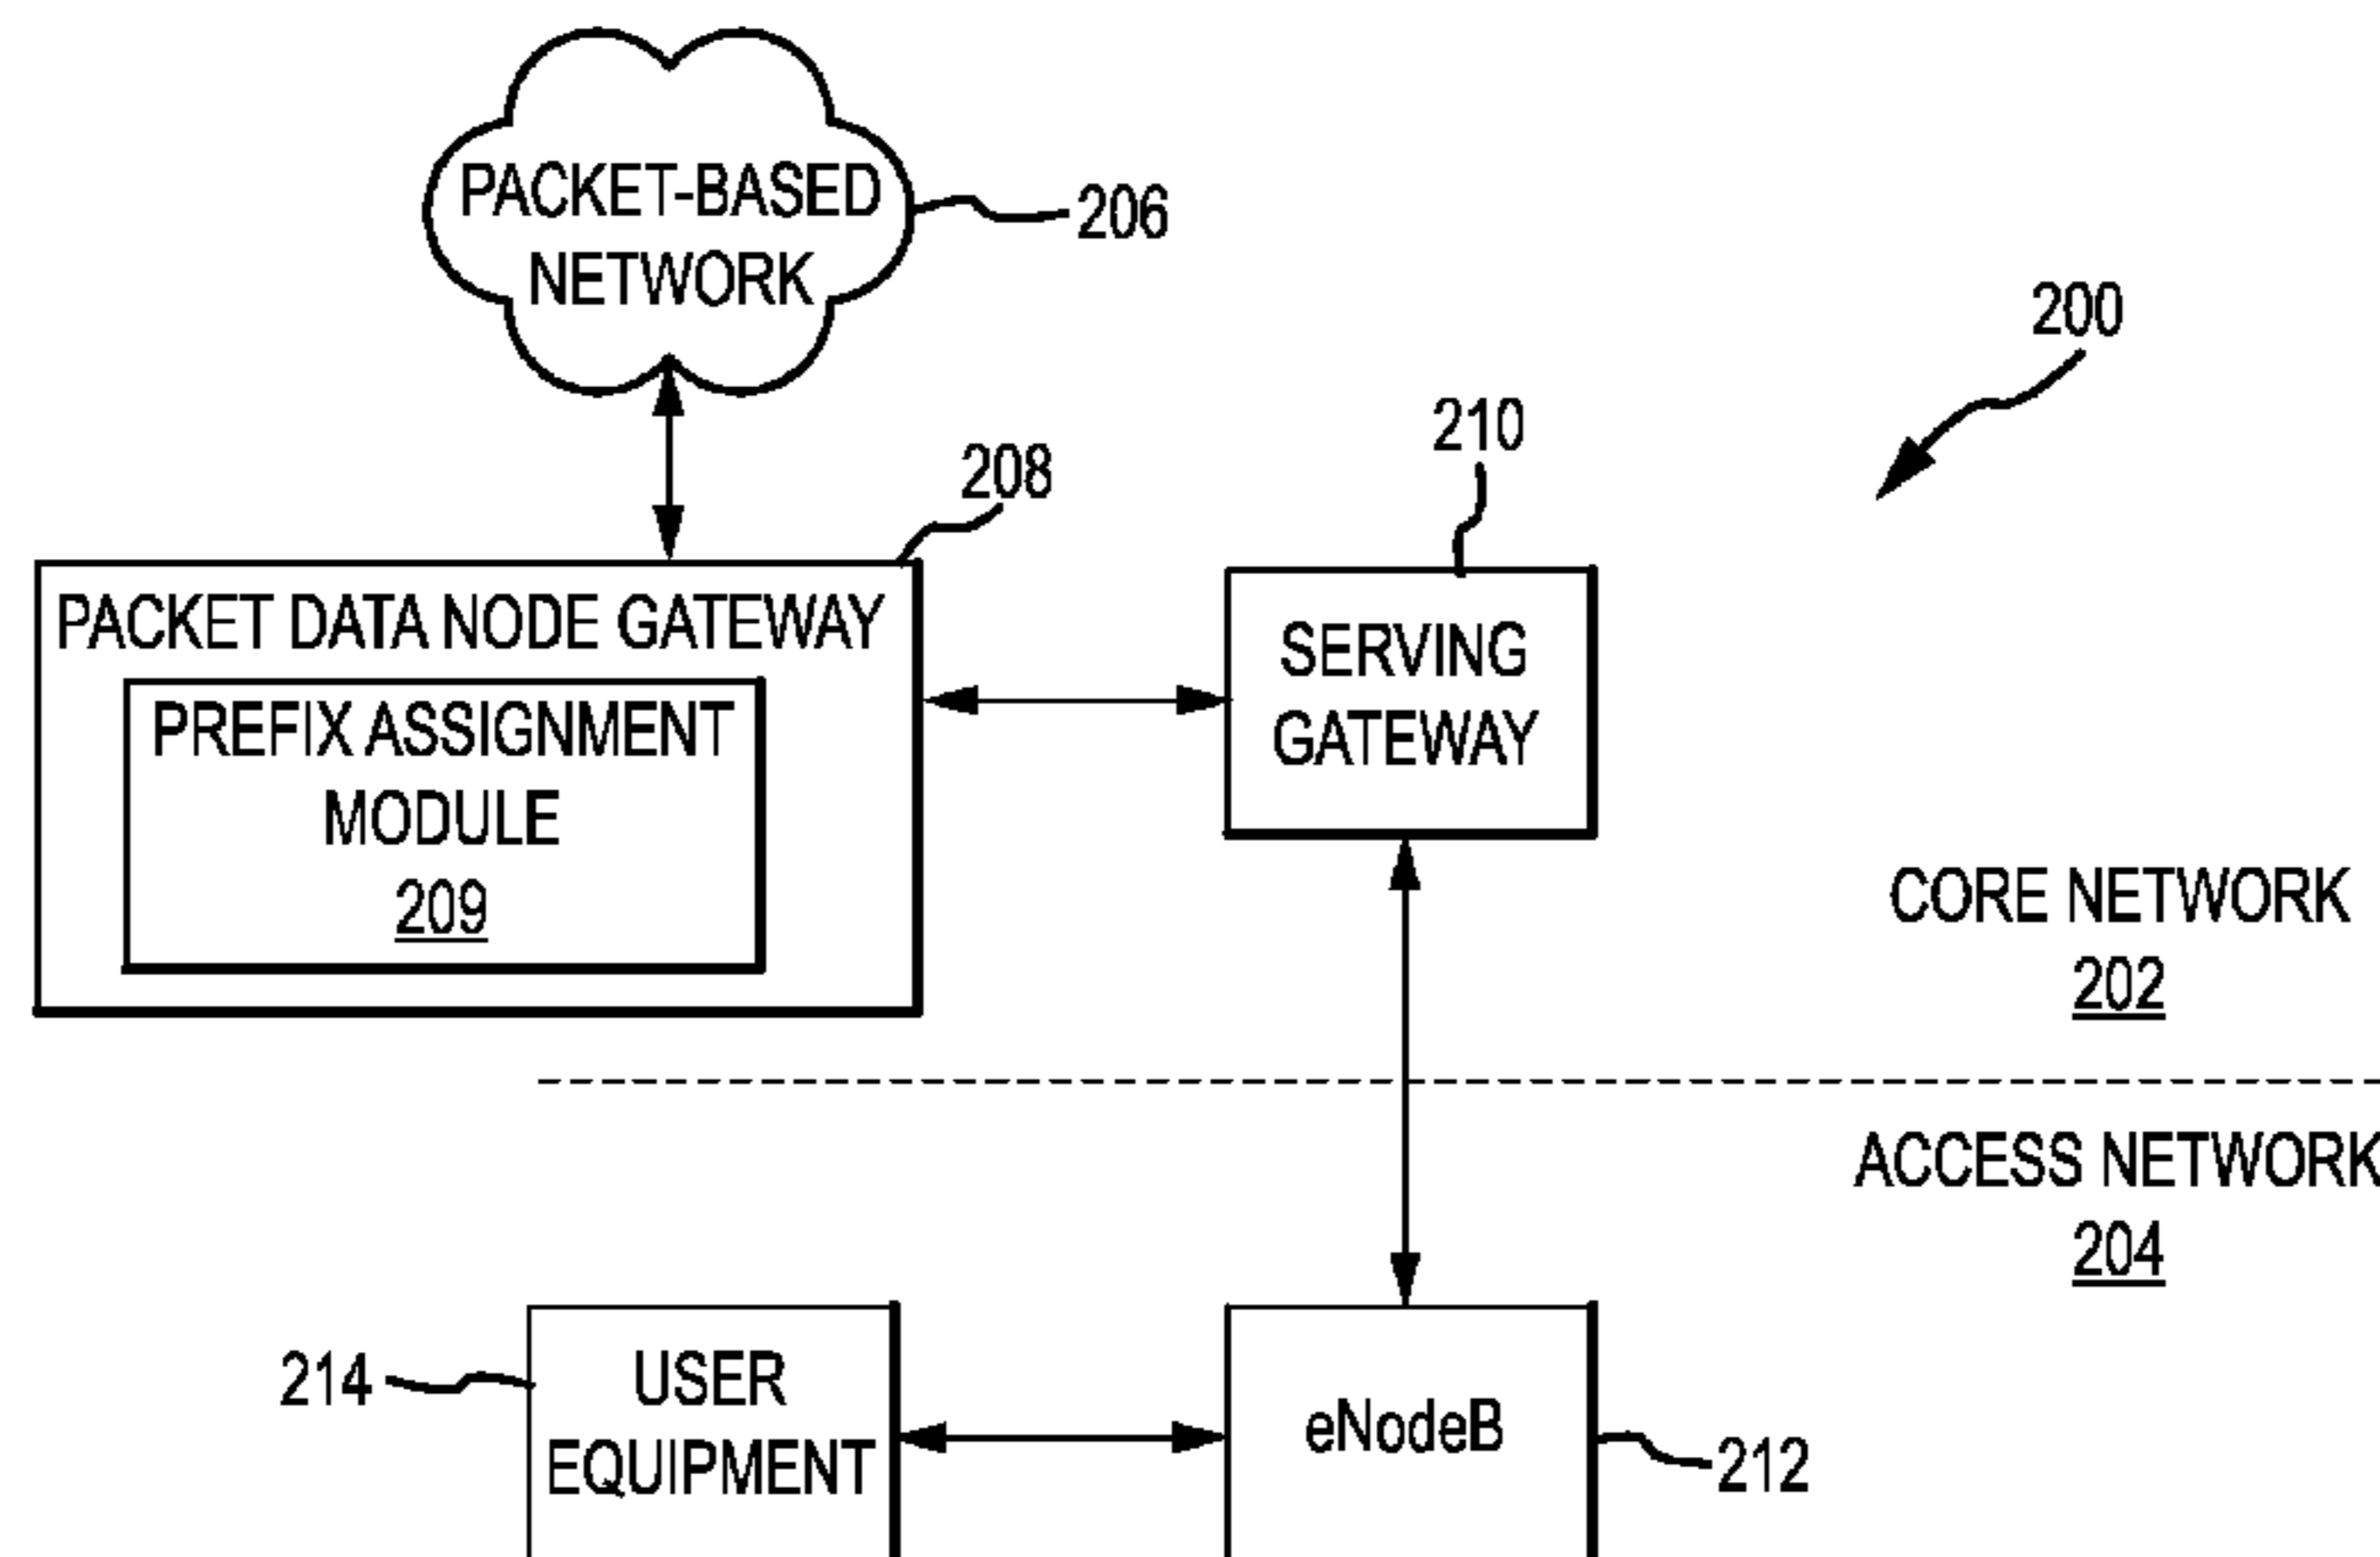 PACKET-BASED
NETWORK
206
200
208
210
PACKET DATA NODE GATEWAY
PREFIX ASSIGNMENT
MODULE
209
SERVING
GATEWAY
CORE NETWORK
202
ACCESS NETWORK
204
214
USER
EQUIPMENT
eNodeB
212